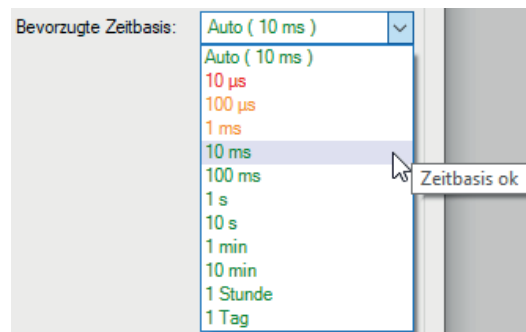 Bevorzugte Zeitbasis: Auto ( 10 ms )
Auto ( 10 ms )
10 µs
100 µs
1 ms
10 ms
100 ms
Zeitbasis ok
1 s
10 s
1 min
10 min
1 Stunde
1 Tag